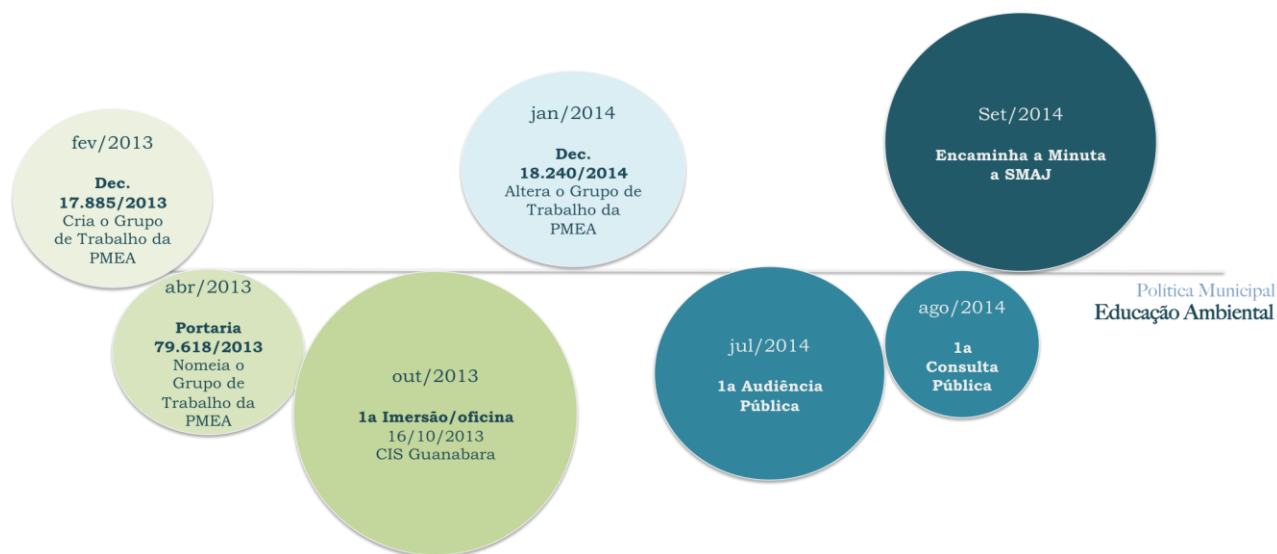 fev/2013
Dec.
17.885/2013
Cria o Grupo
de Trabalho da
PMEA
abr/2013
Portaria
79.618/2013
Nomeia o
Grupo de
Trabalho da
PMEA
out/2013
1a Imersão/oficina
16/10/2013
CIS Guanabara
jan/2014
Dec.
18.240/2014
Altera o Grupo de
Trabalho da
PMEA
jul/2014
1a Audiência
Pública
ago/2014
1a
Consulta
Pública
Set/2014
Encaminha a Minuta
a SMAJ
Política Municipal
Educação Ambiental